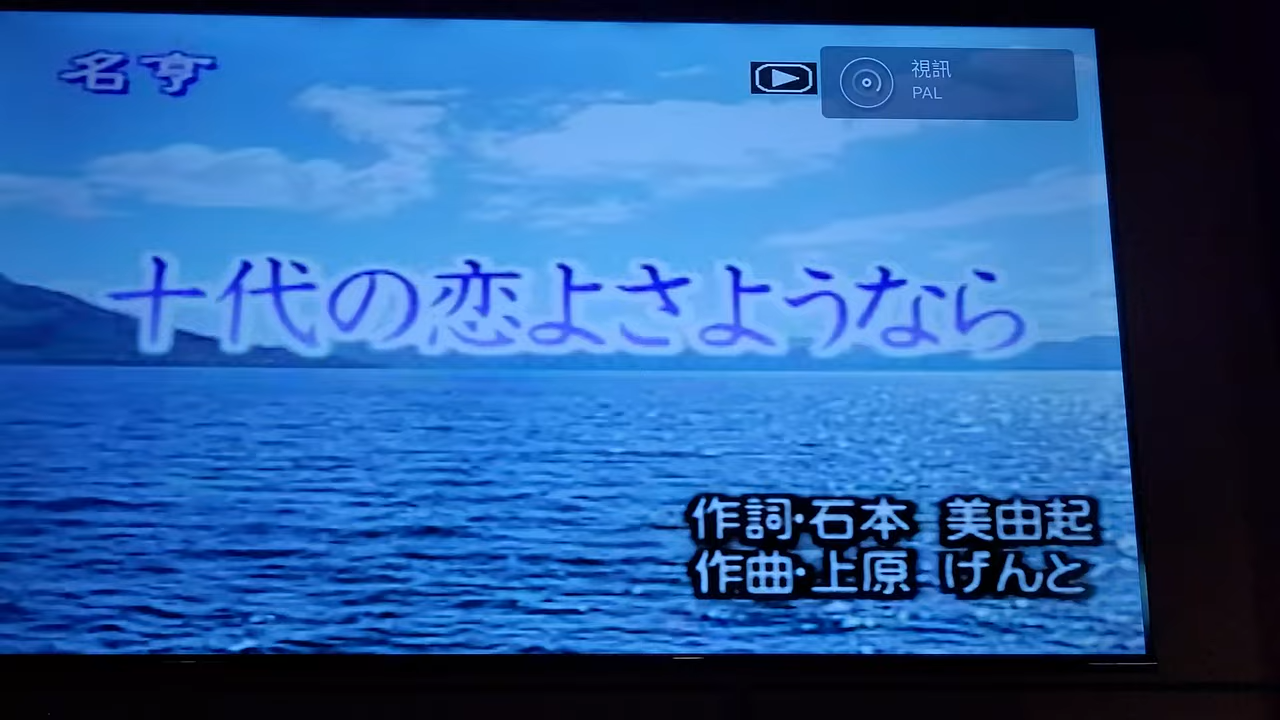 名亨
視訊
PAL
十代の恋よさようなら
作詞・石本 美由起
作曲・上原 げんと